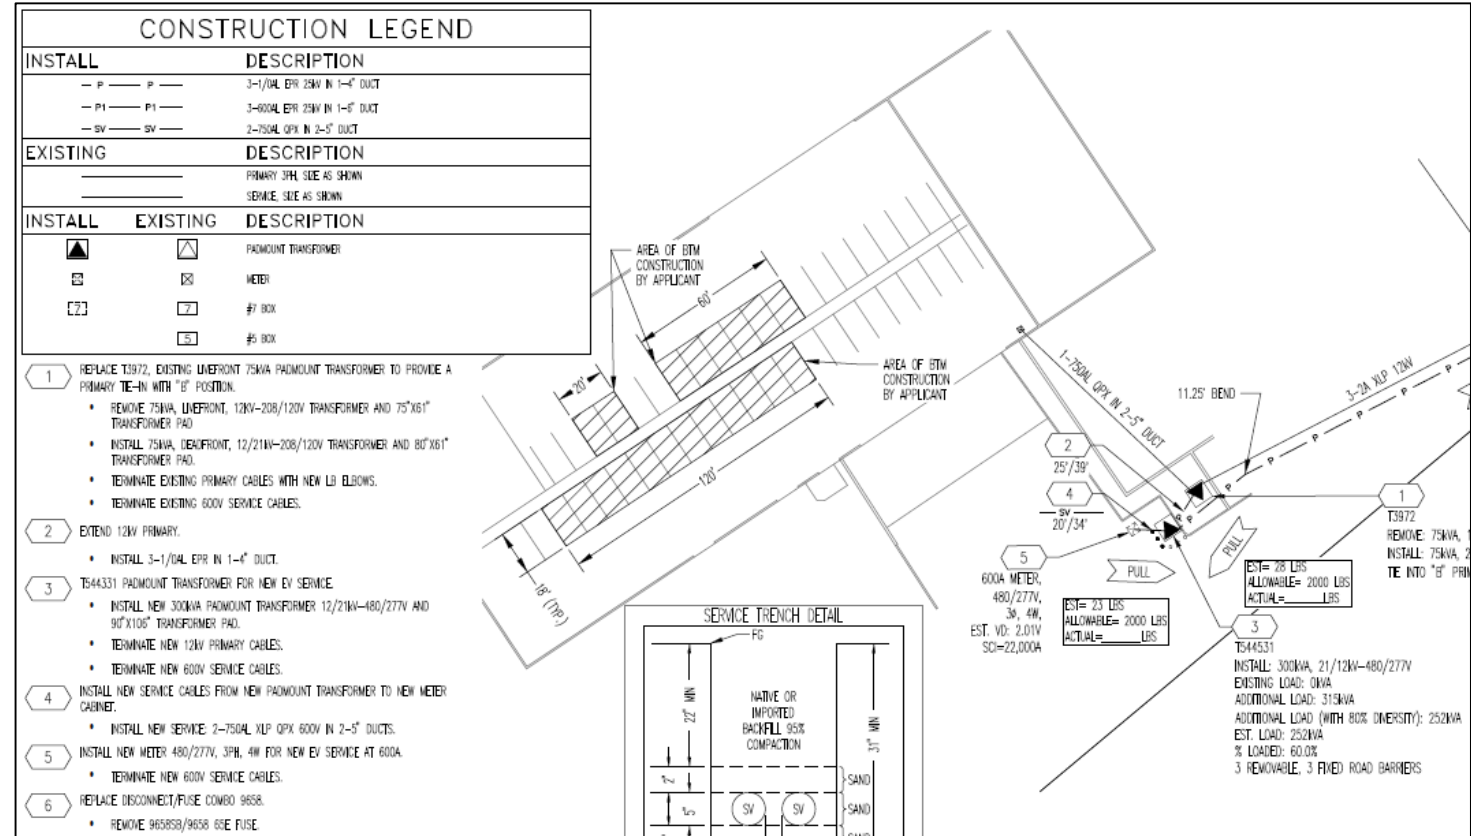 CONSTRUCTION LEGEND
INSTALL DESCRIPTION
P P 3-1/0AL EPR 25kV IN 1-4" DUCT
P1 P1 3-600AL EPR 25kV IN 1-6" DUCT
SV SV 2-750AL QPX IN 2-5" DUCT
EXISTING DESCRIPTION
PRIMARY 3PH, SIZE AS SHOWN
SERVICE, SIZE AS SHOWN
INSTALL EXISTING DESCRIPTION
PADMOUNT TRANSFORMER
METER
7 7 #7 BOX
5 #5 BOX
1 REPLACE T3972, EXISTING LIVEFRONT 75kVA PADMOUNT TRANSFORMER TO PROVIDE A
PRIMARY TIE-IN WITH "B" POSITION.
• REMOVE 75kVA, LIVEFRONT, 12KV-208/120V TRANSFORMER AND 75"X61"
TRANSFORMER PAD
• INSTALL 75kVA, DEADFRONT, 12/21kV-208/120V TRANSFORMER AND 80"X61"
TRANSFORMER PAD.
• TERMINATE EXISTING PRIMARY CABLES WITH NEW LB ELBOWS.
• TERMINATE EXISTING 600V SERVICE CABLES.
2 EXTEND 12kV PRIMARY.
• INSTALL 3-1/0AL EPR IN 1-4" DUCT.
3 T544331 PADMOUNT TRANSFORMER FOR NEW EV SERVICE.
• INSTALL NEW 300kVA PADMOUNT TRANSFORMER 12/21kV-480/277V AND
90"X106" TRANSFORMER PAD.
• TERMINATE NEW 12kV PRIMARY CABLES.
• TERMINATE NEW 600V SERVICE CABLES.
4 INSTALL NEW SERVICE CABLES FROM NEW PADMOUNT TRANSFORMER TO NEW METER
CABINET.
• INSTALL NEW SERVICE: 2-750AL XLP QPX 600V IN 2-5" DUCTS.
5 INSTALL NEW METER 480/277V, 3PH, 4W FOR NEW EV SERVICE AT 600A.
• TERMINATE NEW 600V SERVICE CABLES.
6 REPLACE DISCONNECT/FUSE COMBO 9658.
• REMOVE 9658SB/9658 65E FUSE.
AREA OF BTM
CONSTRUCTION
BY APPLICANT
60'
20'
120'
18' (TYP.)
AREA OF BTM
CONSTRUCTION
BY APPLICANT
1-750AL QPX IN 2-5" DUCT
11.25° BEND
3-2A XLP 12kV
P P P P P P P P
2
25'/39'
4
SV
20'/34'
5
600A METER,
480/277V,
3ø, 4W,
EST. VD: 2.01V
SCI=22,000A
PULL
EST= 23 LBS
ALLOWABLE= 2000 LBS
ACTUAL=______LBS
PULL
EST= 28 LBS
ALLOWABLE= 2000 LBS
ACTUAL=______LBS
1
T3972
REMOVE: 75kVA, 1
INSTALL: 75kVA, 2
TIE INTO "B" PRIM
3
T544531
INSTALL: 300kVA, 21/12kV-480/277V
EXISTING LOAD: 0kVA
ADDITIONAL LOAD: 315kVA
ADDITIONAL LOAD (WITH 80% DIVERSITY): 252kVA
EST. LOAD: 252kVA
% LOADED: 60.0%
3 REMOVABLE, 3 FIXED ROAD BARRIERS
SERVICE TRENCH DETAIL
FG
22" MIN
NATIVE OR
IMPORTED
BACKFILL 95%
COMPACTION
31" MIN
2"
SAND
5"
SV SV
SAND
SAND